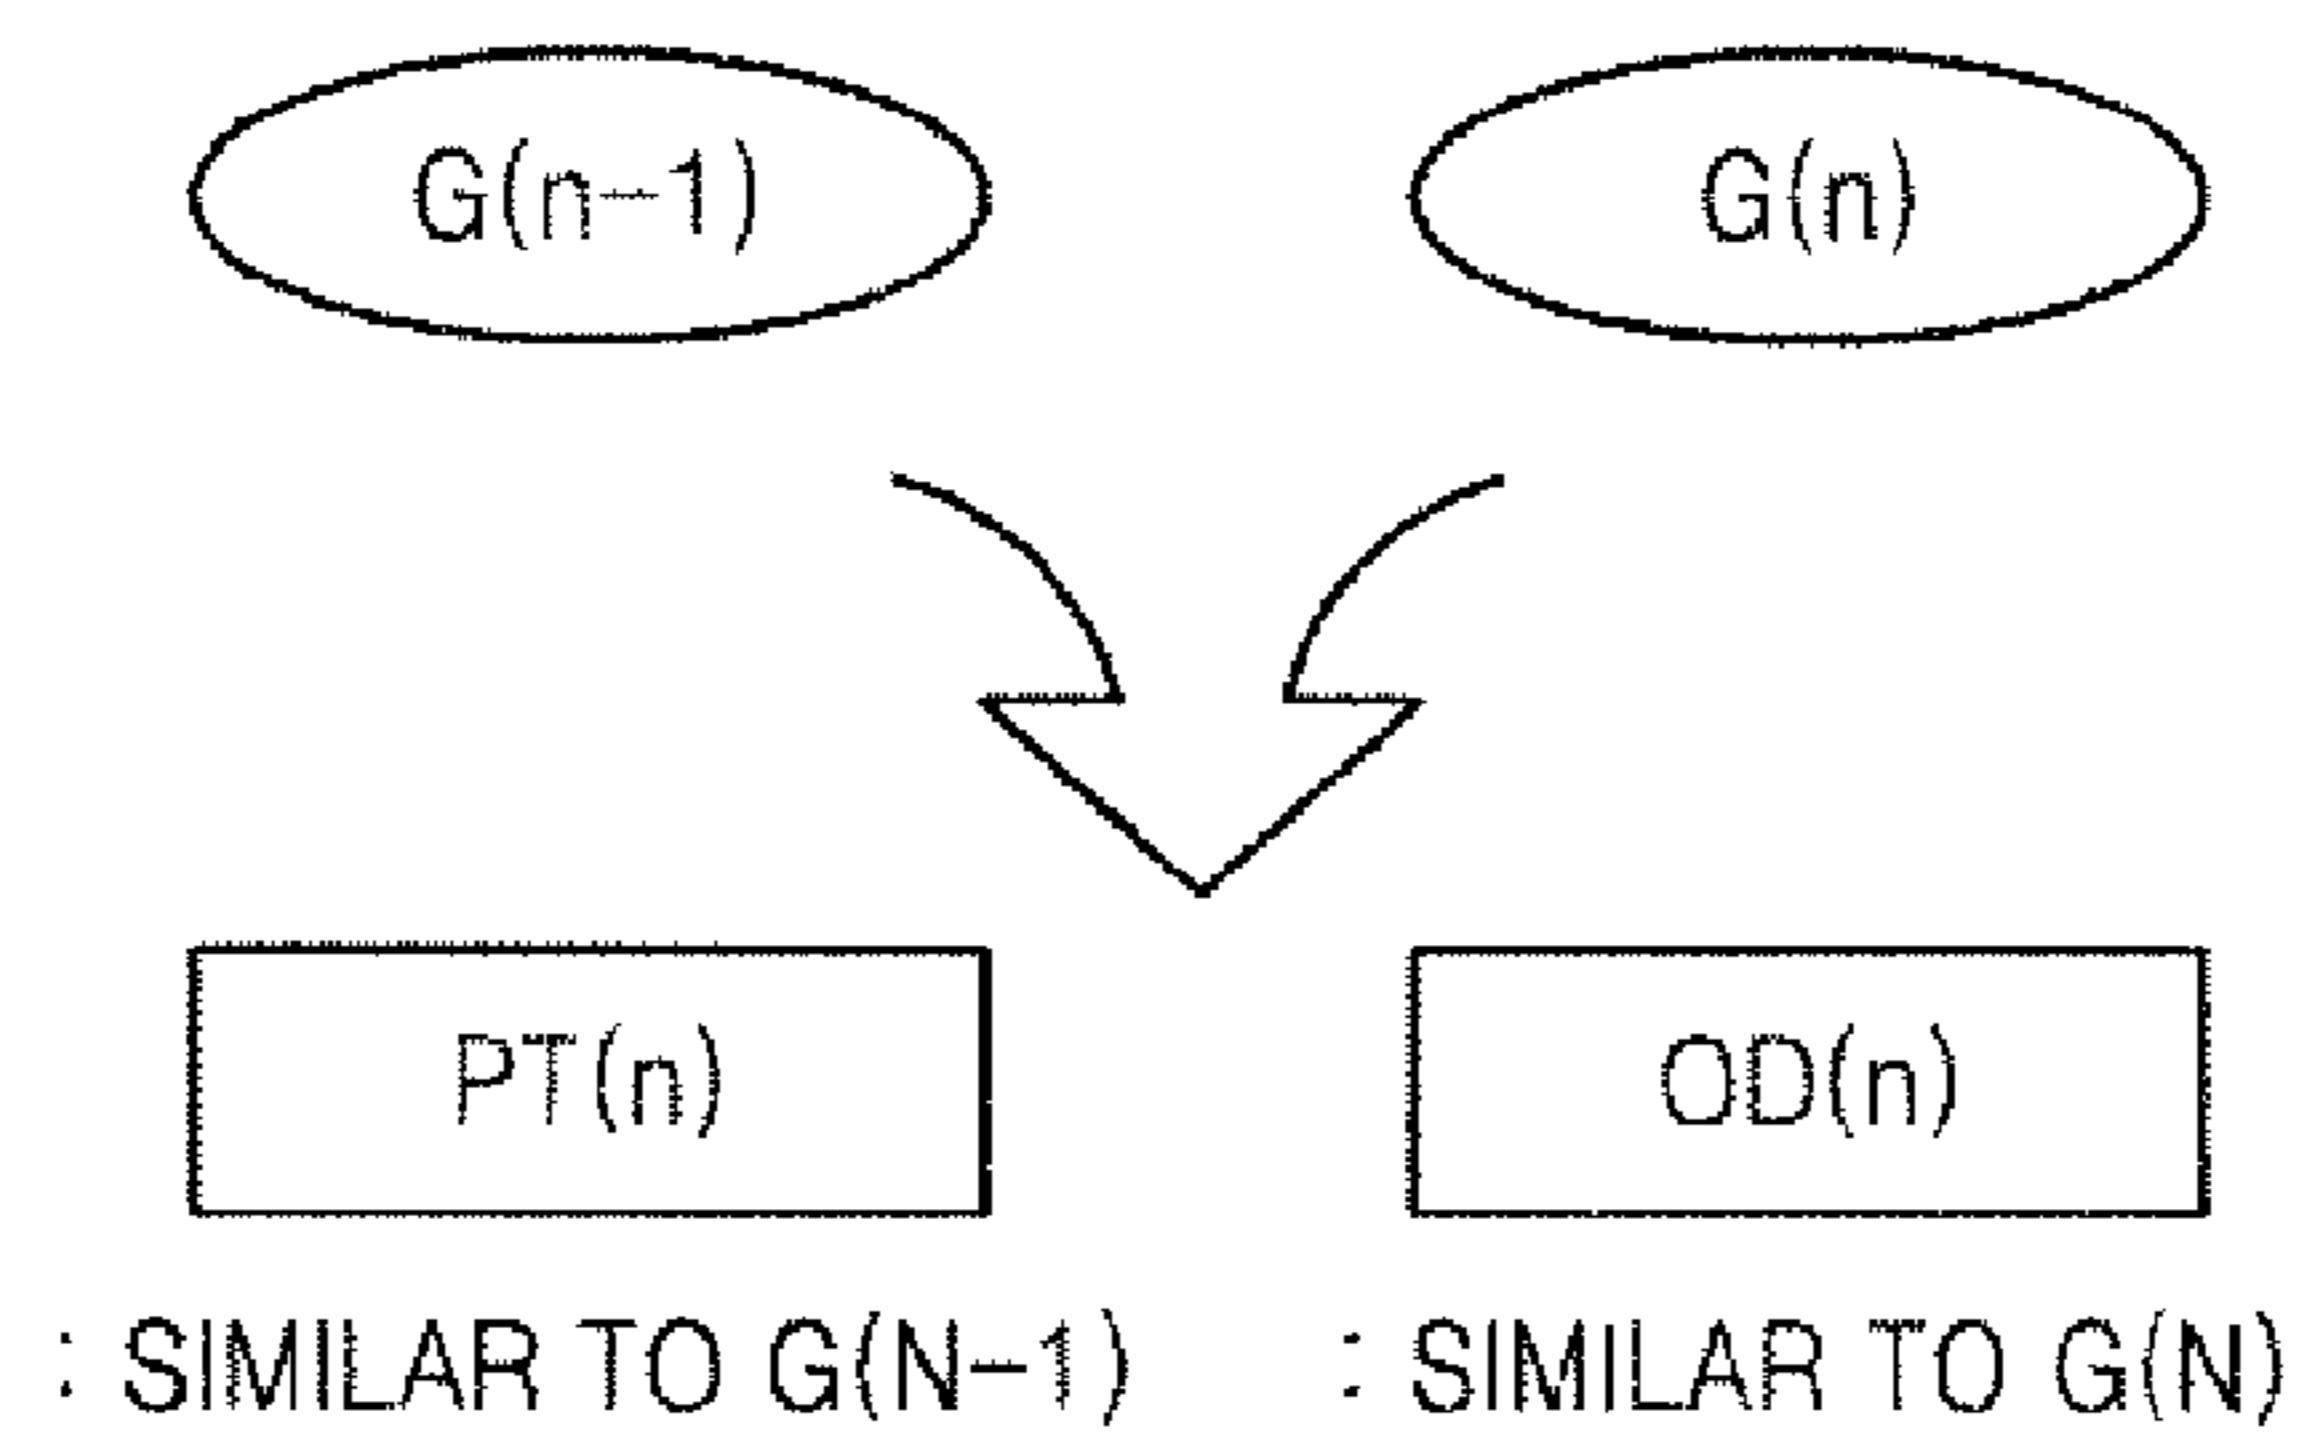 G(n-1)
G(n)
PT(n)
OD(n)
: SIMILAR TO G(N-1)
: SIMILAR TO G(N)